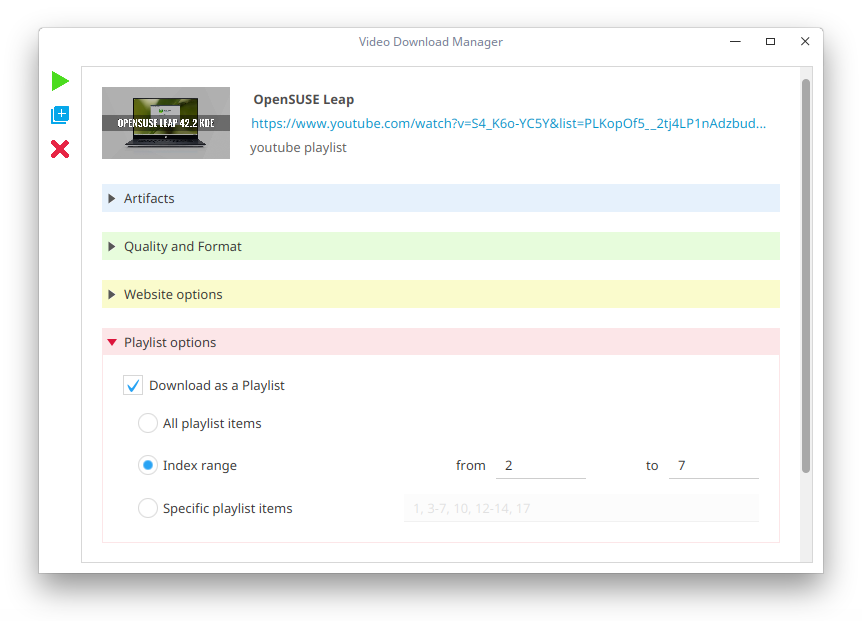 Video Download Manager
OPENSUSE LEAP 42.2 KDE
OpenSUSE Leap
https://www.youtube.com/watch?v=S4_K6o-YC5Y&list=PLKopOf5__2tj4LP1nAdzbud...
youtube playlist
Artifacts
Quality and Format
Website options
Playlist options
Download as a Playlist
All playlist items
Index range from 2 to 7
Specific playlist items 1, 3-7, 10, 12-14, 17